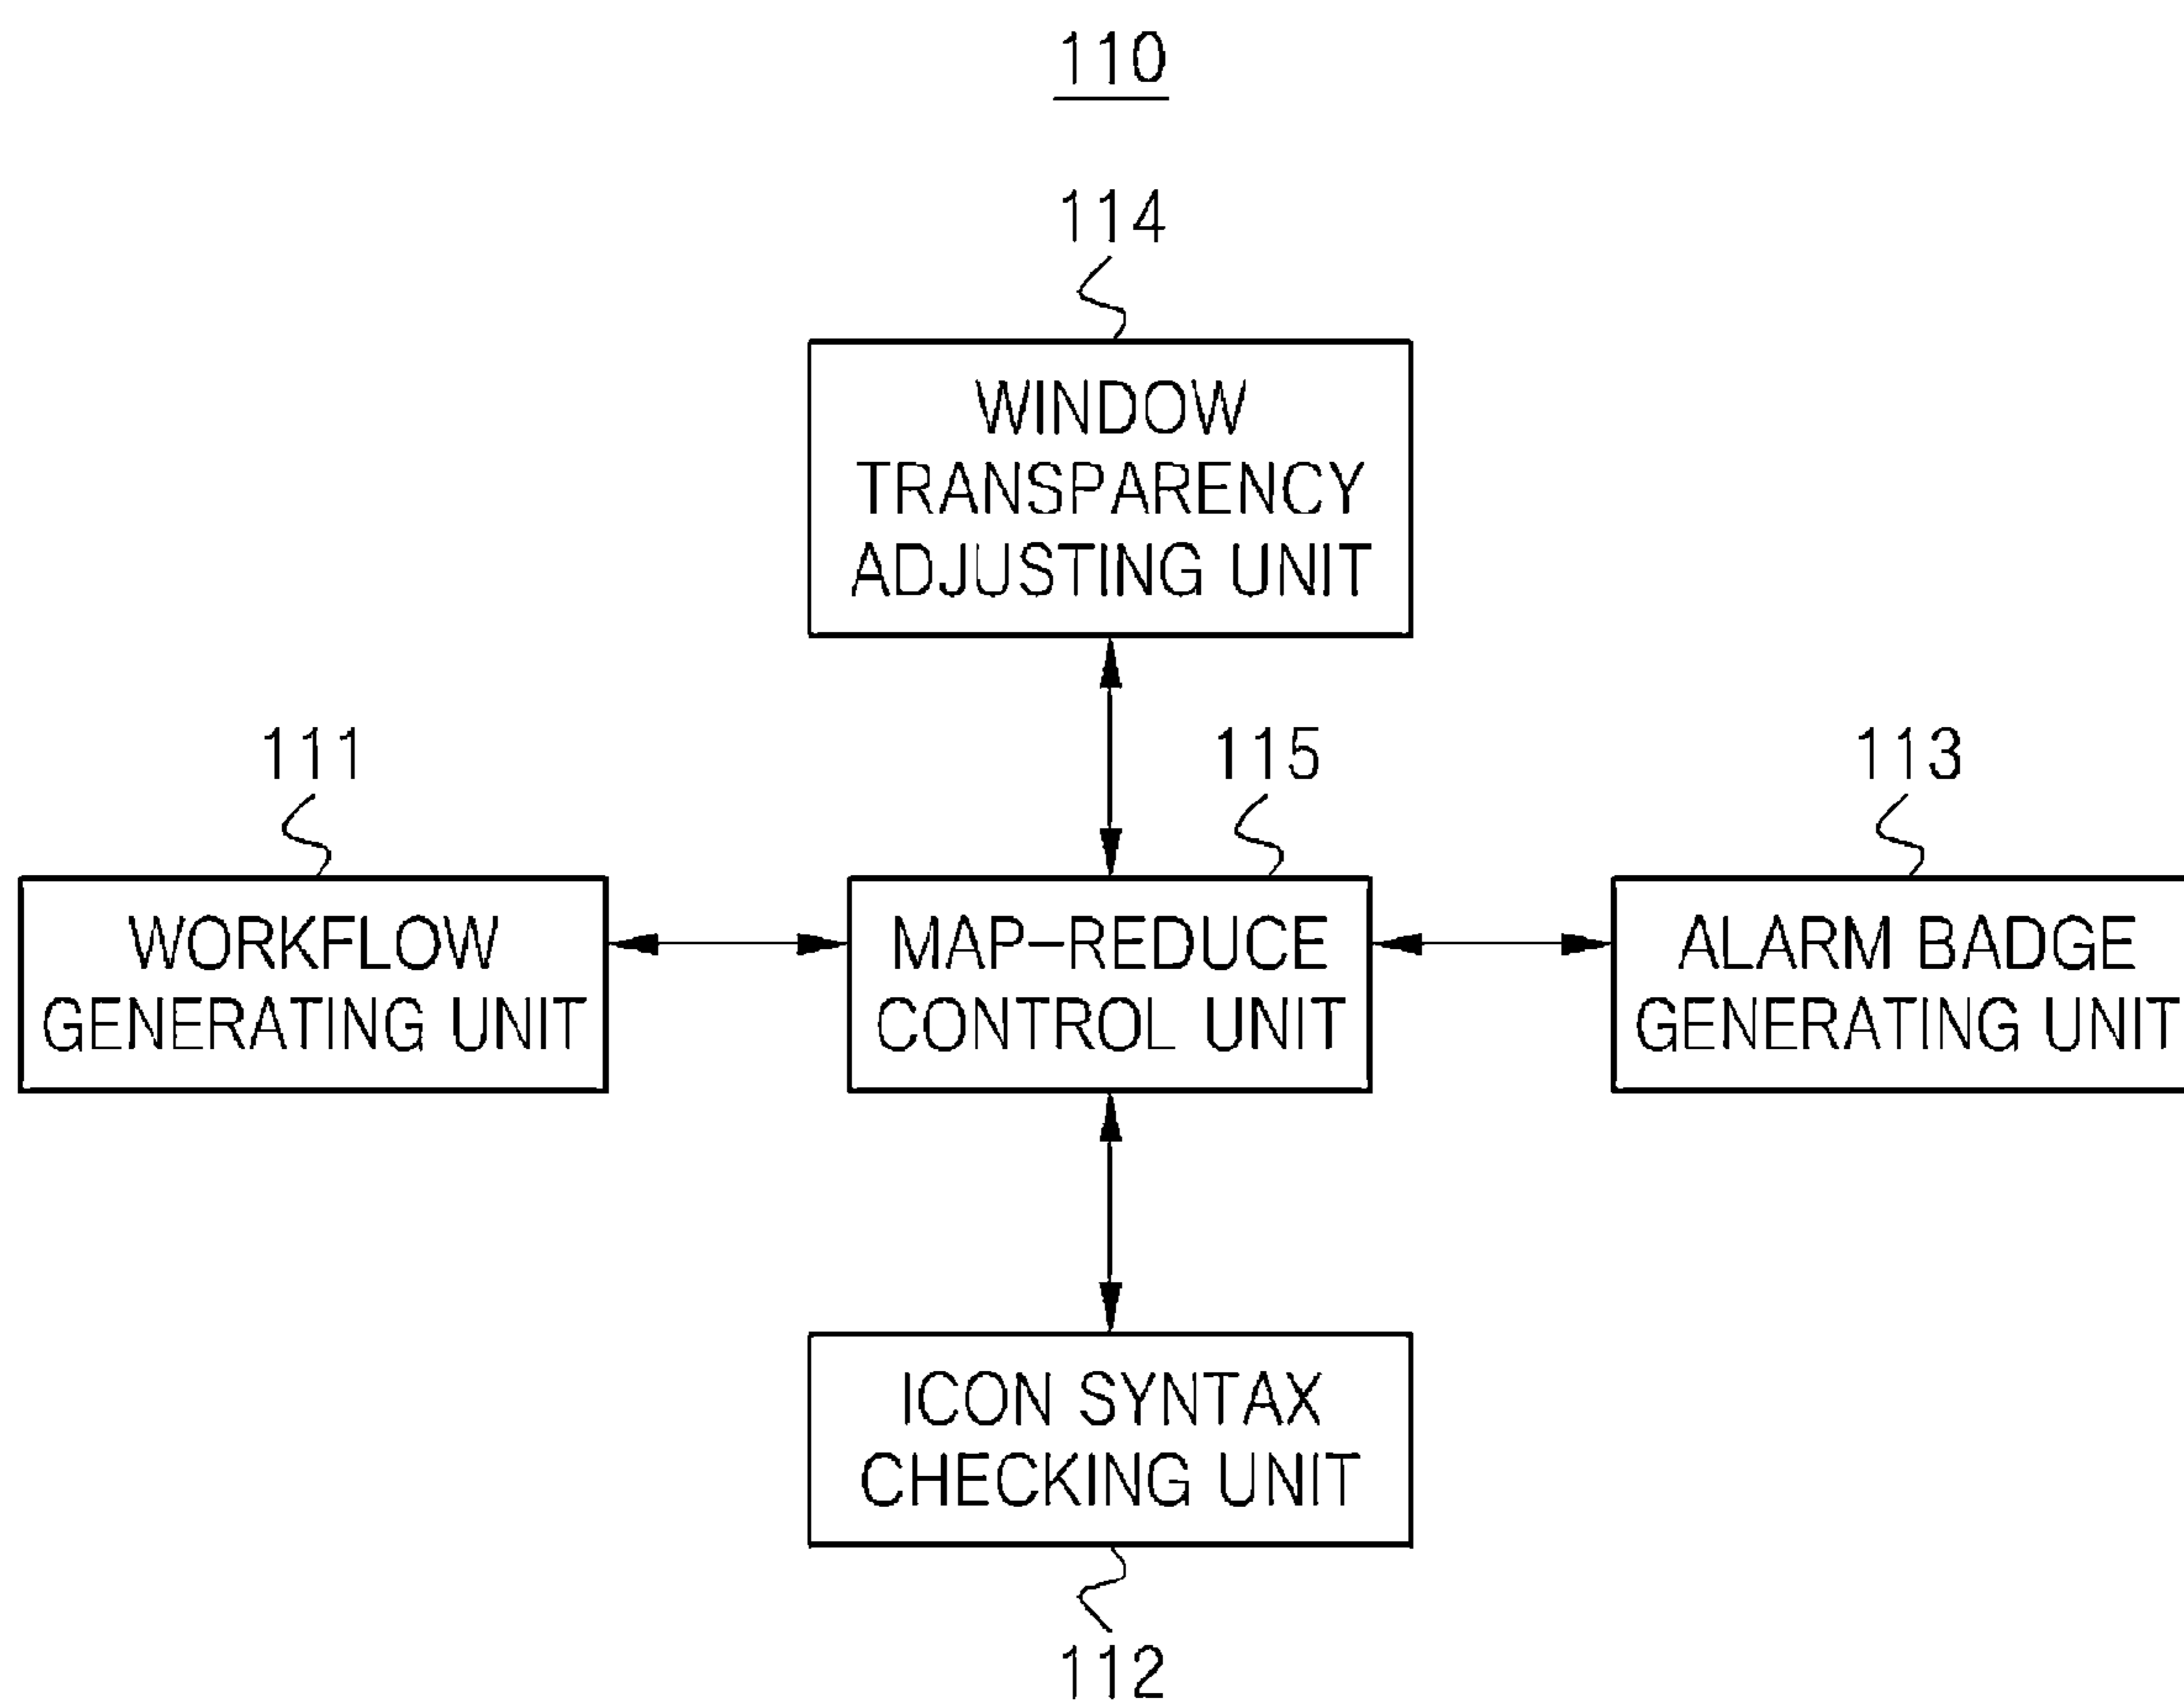 110
114
WINDOW
TRANSPARENCY
ADJUSTING UNIT
111
115
113
WORKFLOW
GENERATING UNIT
MAP-REDUCE
CONTROL UNIT
ALARM BADGE
GENERATING UNIT
ICON SYNTAX
CHECKING UNIT
112